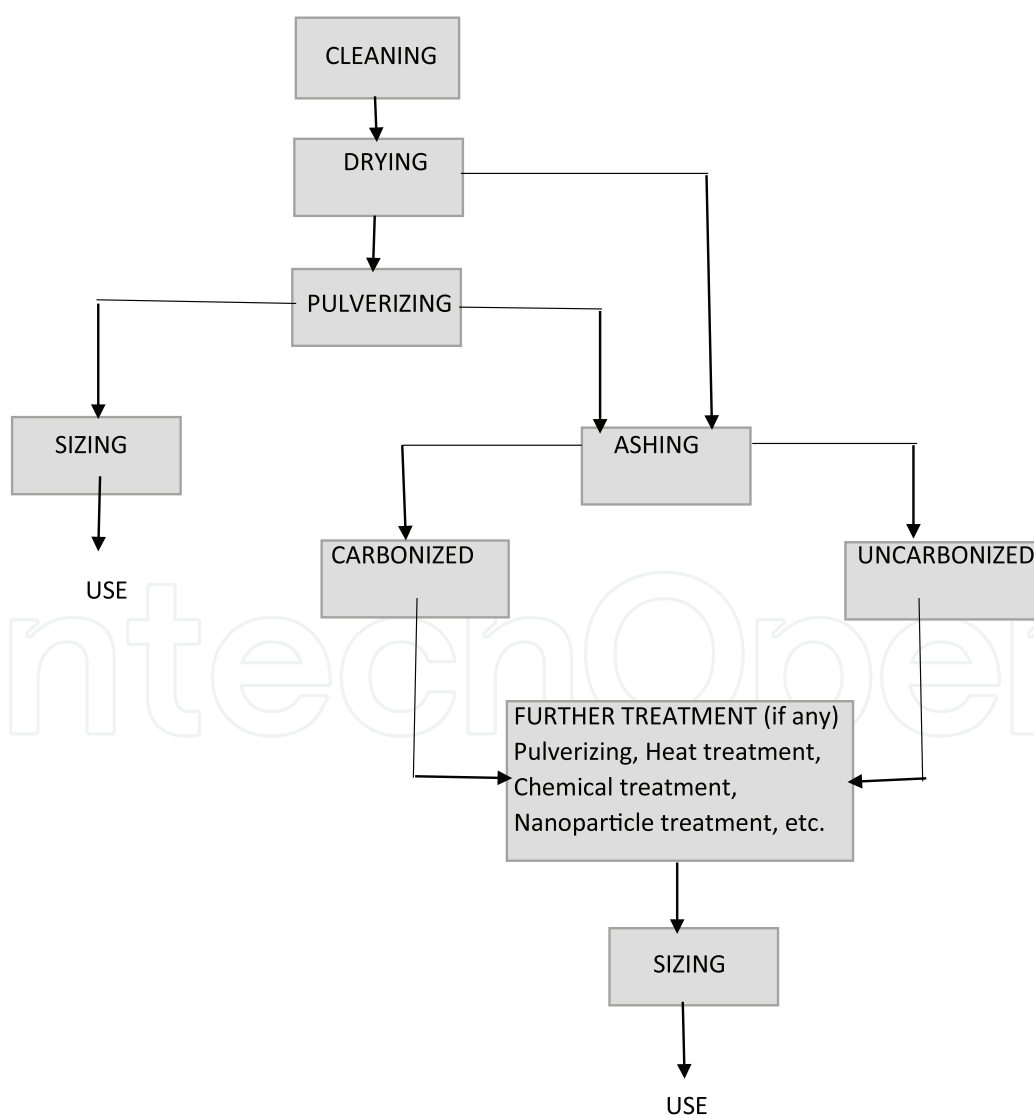 CLEANING
DRYING
PULVERIZING
SIZING
ASHING
CARBONIZED
UNCARBONIZED
USE
FURTHER TREATMENT (if any)
Pulverizing, Heat treatment,
Chemical treatment,
Nanoparticle treatment, etc.
SIZING
USE